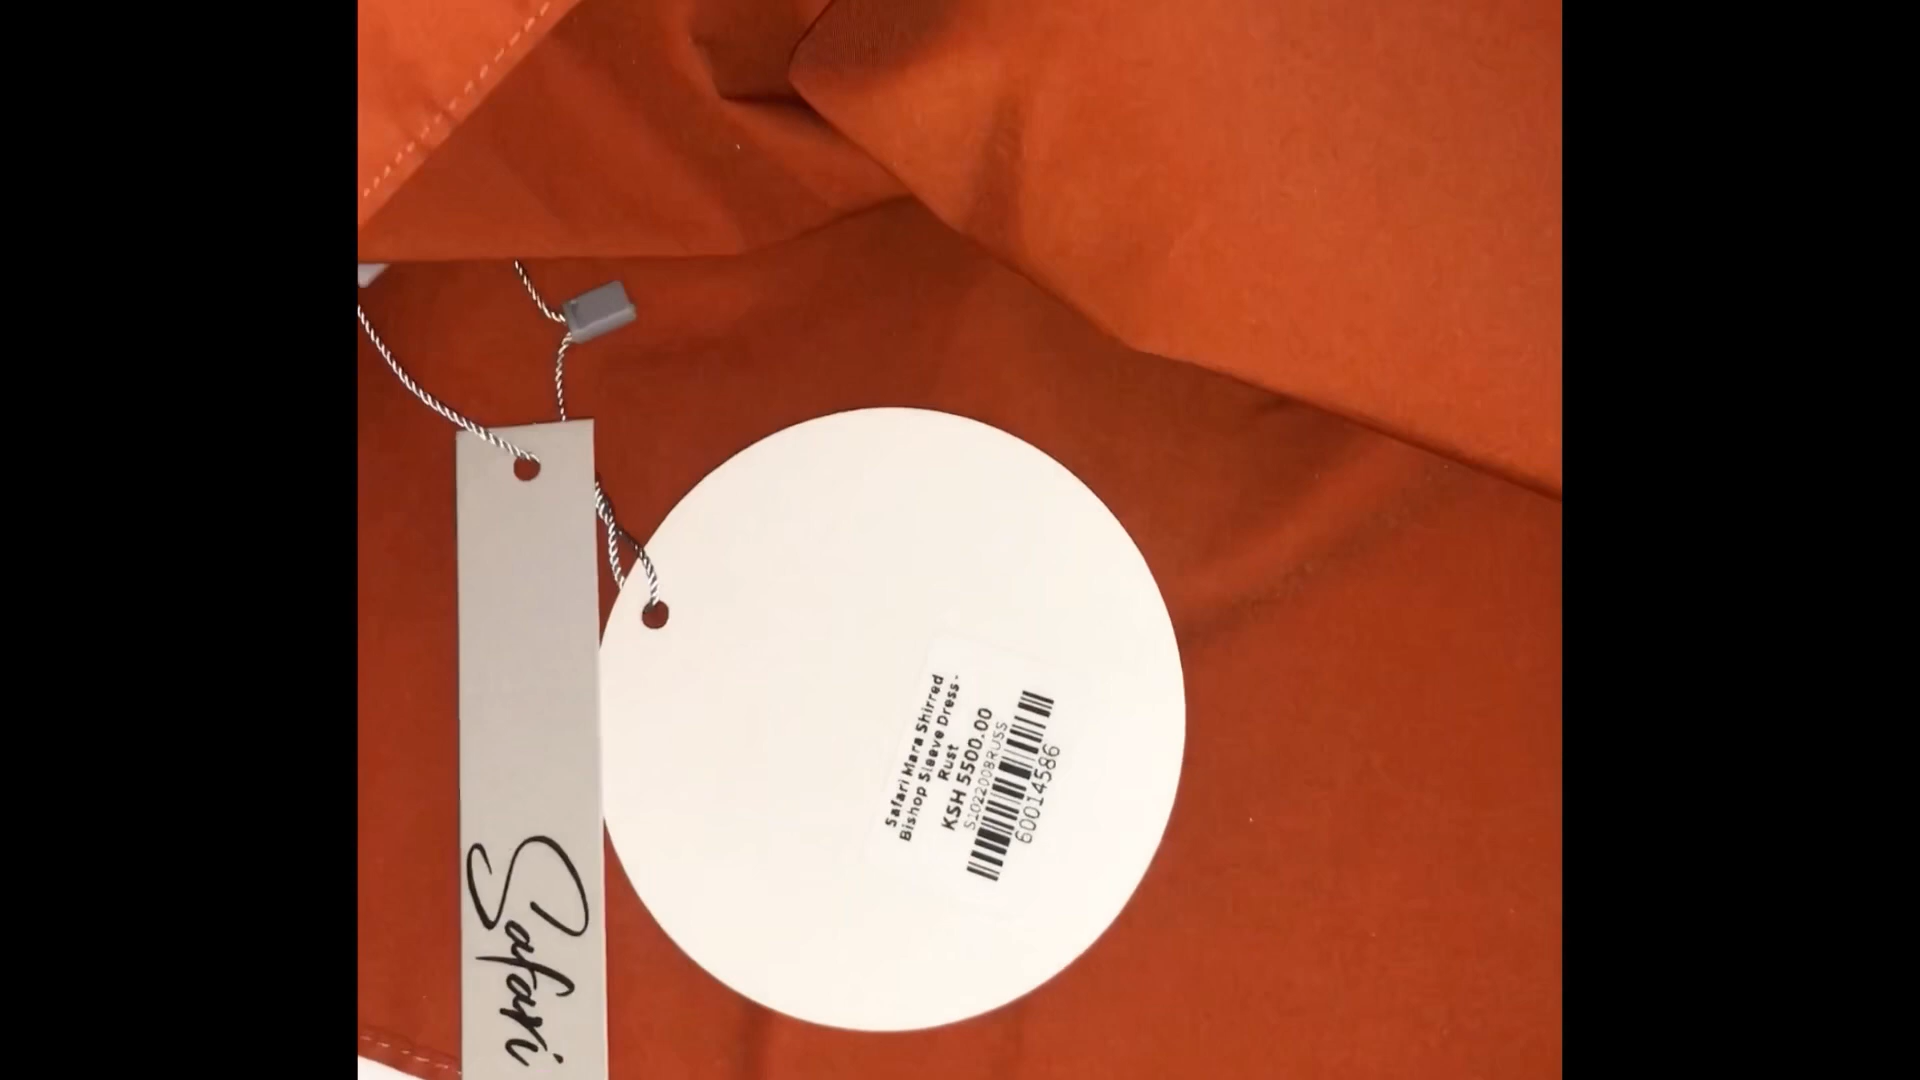 Safari
Safari Mara Shirred
Bishop Sleeve Dress -
Rust
KSH 5500.00
S1022008RUSS
60014586